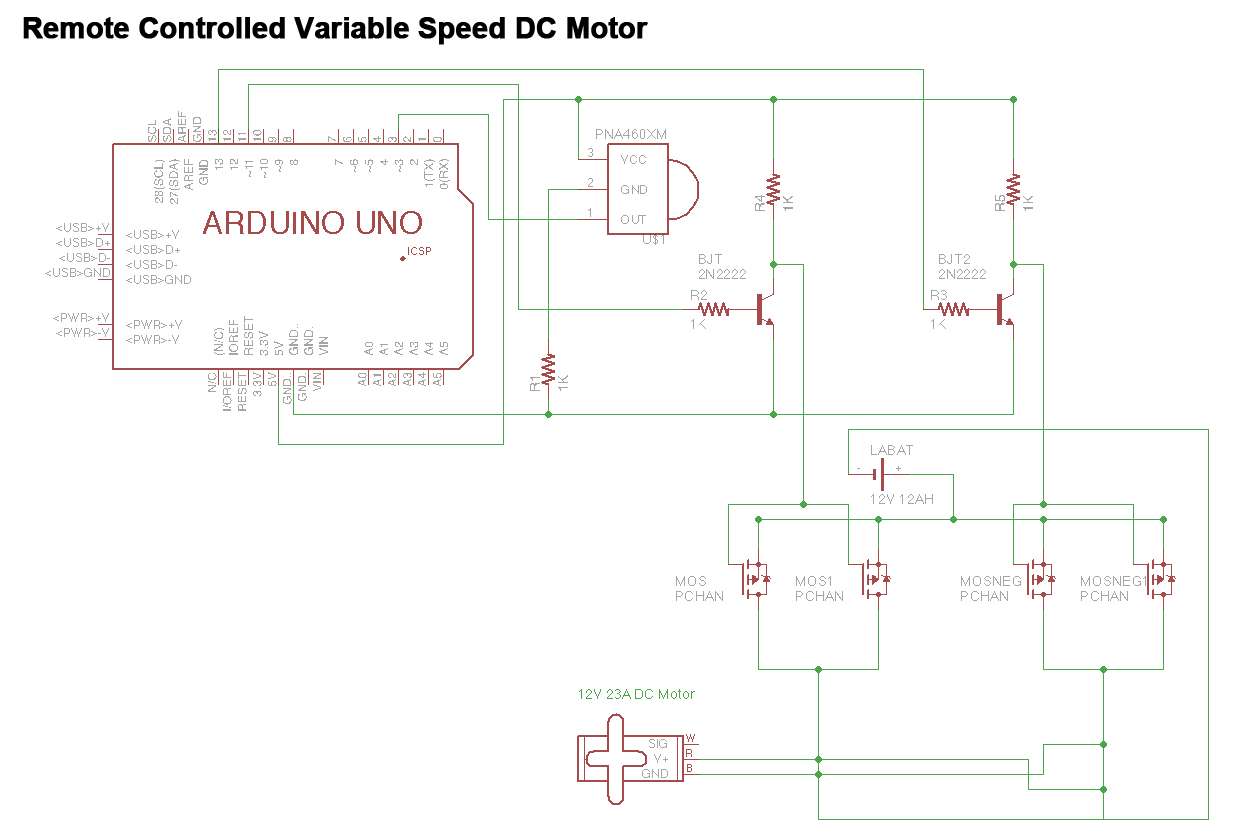 Remote Controlled Variable Speed DC Motor
SCL
SDA
AREF
GND
13
12
11
10
9
8
7
6
5
4
3
2
1
0
28(SCL)
27(SDA)
AREF
GND
13
12
~11
~10
~9
8
7
~6
~5
4
~3
2
1(TX)
0(RX)
ARDUINO UNO
ICSP
<USB>+V
<USB>D+
<USB>D-
<USB>GND
<USB>+V
<USB>D+
<USB>D-
<USB>GND
<PWR>+V
<PWR>-V
<PWR>+V
<PWR>-V
(N/C)
IOREF
RESET
3.3V
5V
GND..
GND.
VIN
A0
A1
A2
A3
A4
A5
N/C
I/OREF
RESET
3.3V
5V
GND..
GND.
VIN
A0
A1
A2
A3
A4
A5
PNA460XM
3
VCC
2
GND
1
OUT
U$1
R4
1K
R5
1K
BJT
2N2222
BJT2
2N2222
R2
1K
R3
1K
R1
1K
LABAT
- +
12V 12AH
MOS
PCHAN
MOS1
PCHAN
MOSNEG
PCHAN
MOSNEG1
PCHAN
12V 23A DC Motor
SIG
W
V+
R
GND
B